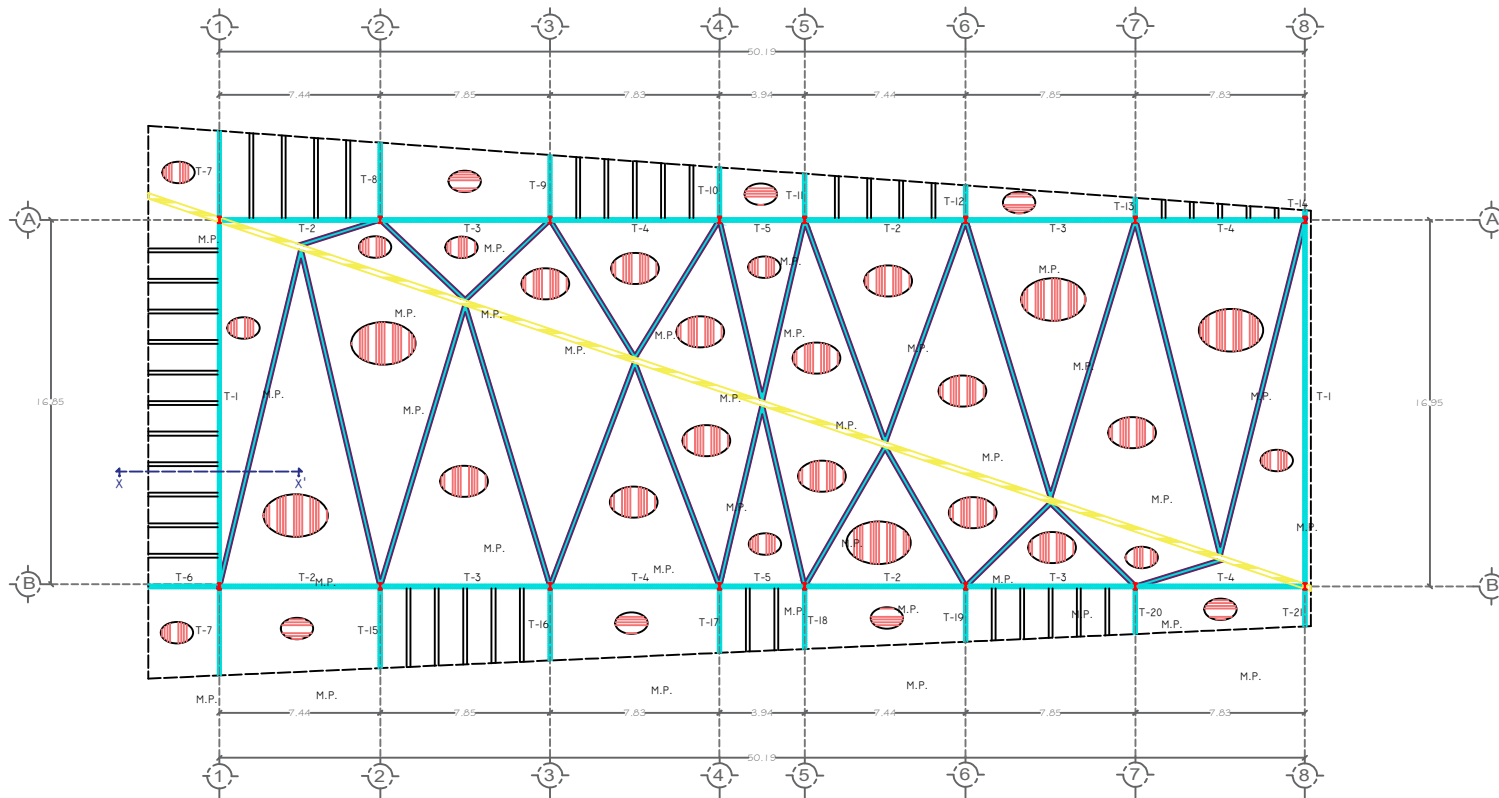 1 2 3 4 5 6 7 8
50.19
7.44 7.85 7.83 3.94 7.44 7.85 7.83
T-7 T-8 T-9 T-10 T-11 T-12 T-13 T-14
A A
T-2 T-3 T-4 T-5 T-2 T-3 T-4
M.P. M.P. M.P. M.P.
M.P. M.P. M.P. M.P. M.P.
M.P. M.P. M.P.
16.85 T-1 M.P. M.P. M.P. T-1 16.95
M.P. M.P.
M.P.
X X'
M.P. M.P.
M.P.
M.P. M.P.
M.P.
T-6 T-2 M.P. T-3 T-4 T-5 T-2 M.P. T-3 T-4
B B
M.P. M.P. M.P. T-20 T-21
T-7 T-15 T-16 T-17 T-18 T-19 M.P.
M.P. M.P. M.P. M.P. M.P.
7.44 7.85 7.83 3.94 7.44 7.85 7.83
50.19
1 2 3 4 5 6 7 8